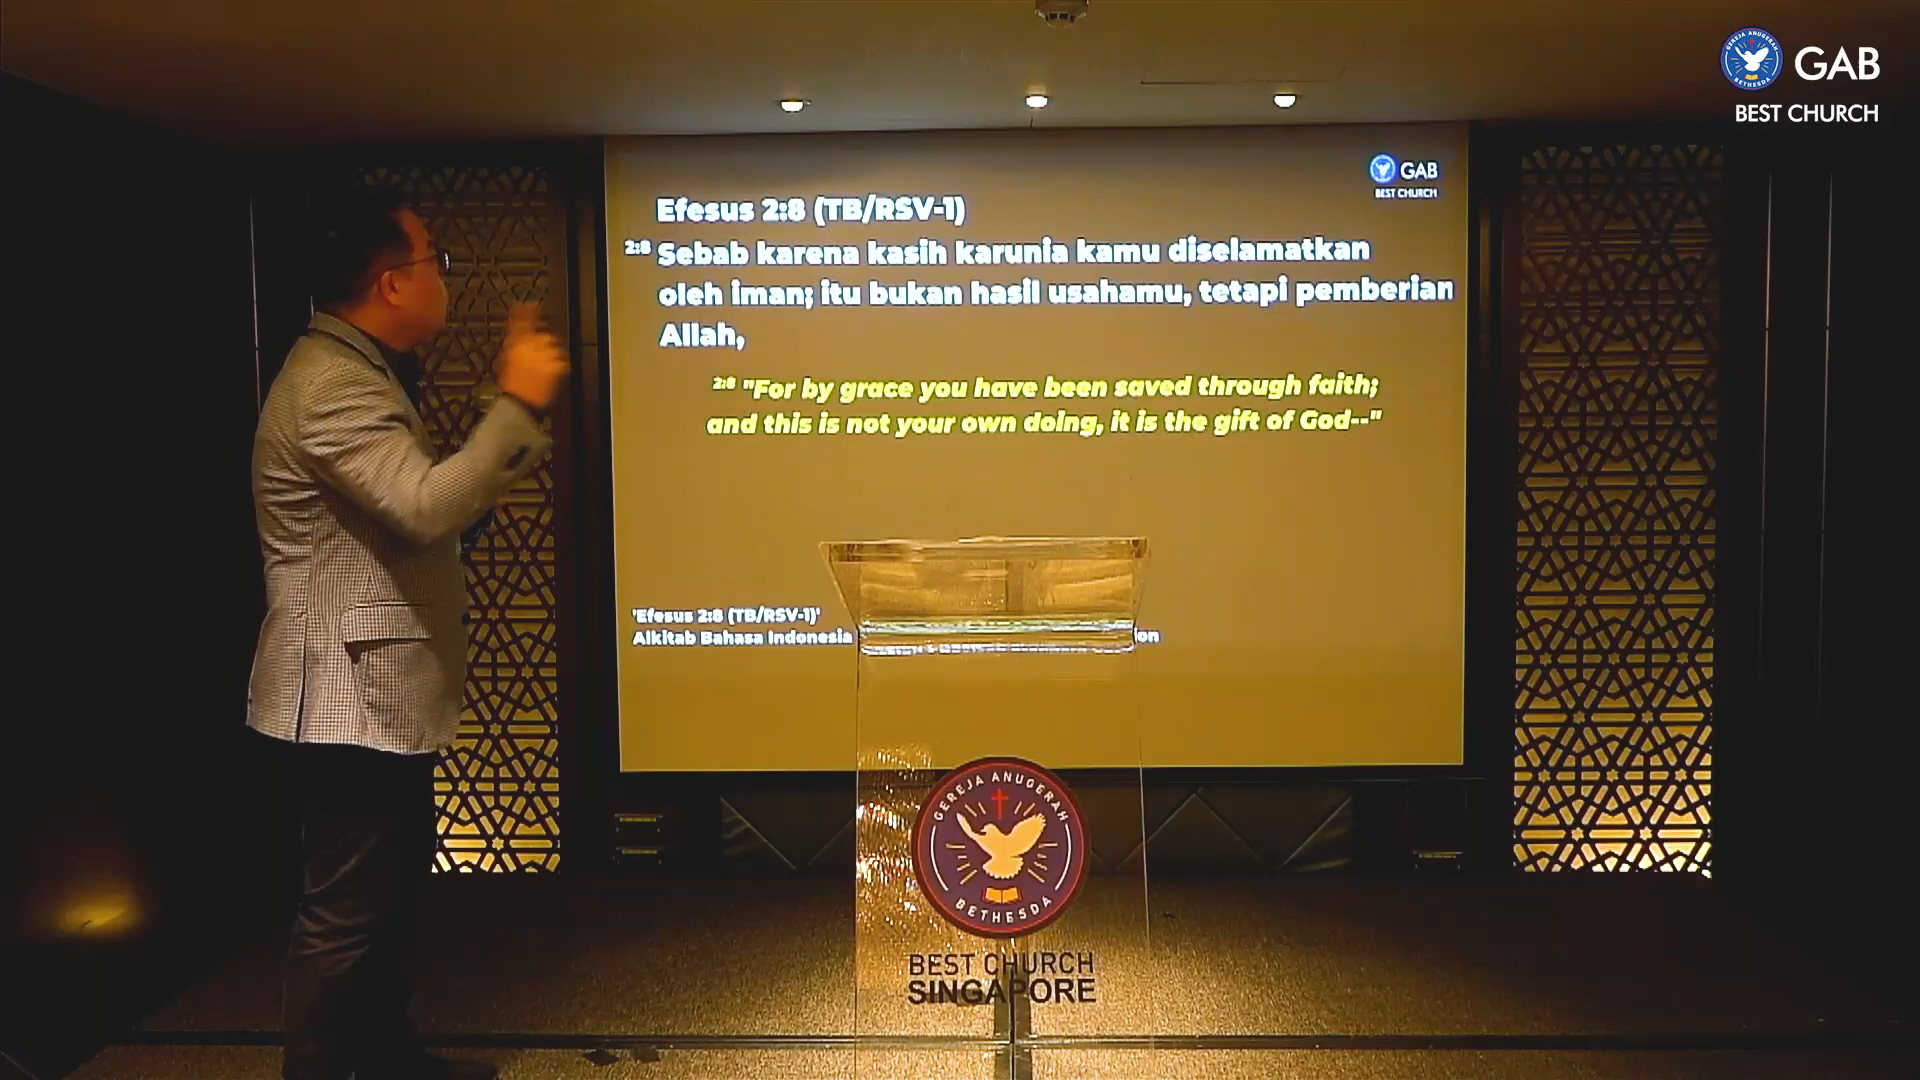 GEREJA ANUGERAH
BETHESDA
GAB
BEST CHURCH
GAB
BEST CHURCH
Efesus 2:8 (TB/RSV-1)
2:8 Sebab karena kasih karunia kamu diselamatkan
oleh iman; itu bukan hasil usahamu, tetapi pemberian
Allah,
2:8 "For by grace you have been saved through faith;
and this is not your own doing, it is the gift of God--"
'Efesus 2:8 (TB/RSV-1)'
Alkitab Bahasa Indonesia
GEREJA ANUGERAH
BETHESDA
BEST CHURCH
SINGAPORE